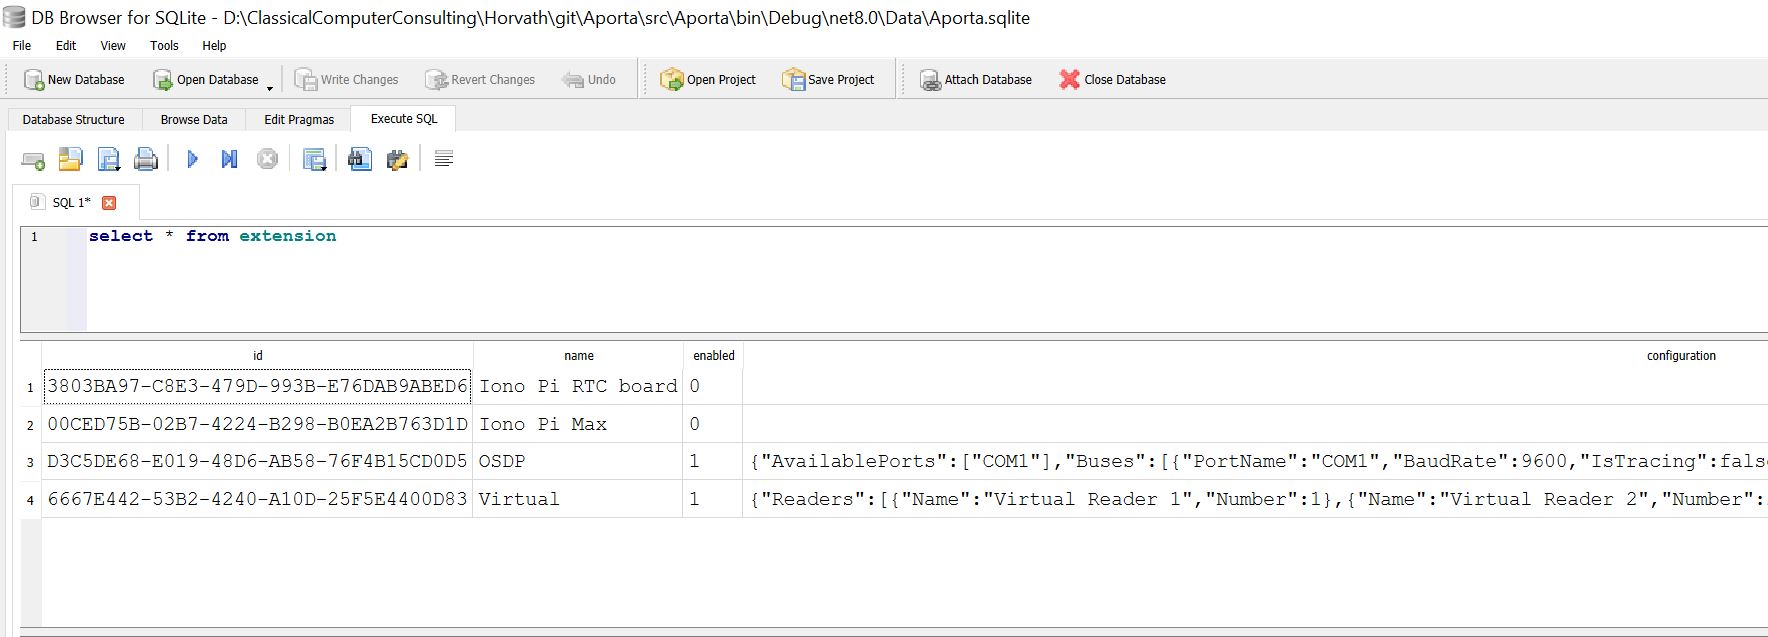 DB Browser for SQLite - D:\ClassicalComputerConsulting\Horvath\git\Aporta\src\Aporta\bin\Debug\net8.0\Data\Aporta.sqlite
File Edit View Tools Help
New Database Open Database Write Changes Revert Changes Undo Open Project Save Project Attach Database Close Database
Database Structure Browse Data Edit Pragmas Execute SQL
SQL 1*
1 select * from extension
id name enabled configuration
1 3803BA97-C8E3-479D-993B-E76DAB9ABED6 Iono Pi RTC board 0
2 00CED75B-02B7-4224-B298-B0EA2B763D1D Iono Pi Max 0
3 D3C5DE68-E019-48D6-AB58-76F4B15CD0D5 OSDP 1 {"AvailablePorts":["COM1"],"Buses":[{"PortName":"COM1","BaudRate":9600,"IsTracing":fals
4 6667E442-53B2-4240-A10D-25F5E4400D83 Virtual 1 {"Readers":[{"Name":"Virtual Reader 1","Number":1},{"Name":"Virtual Reader 2","Number":